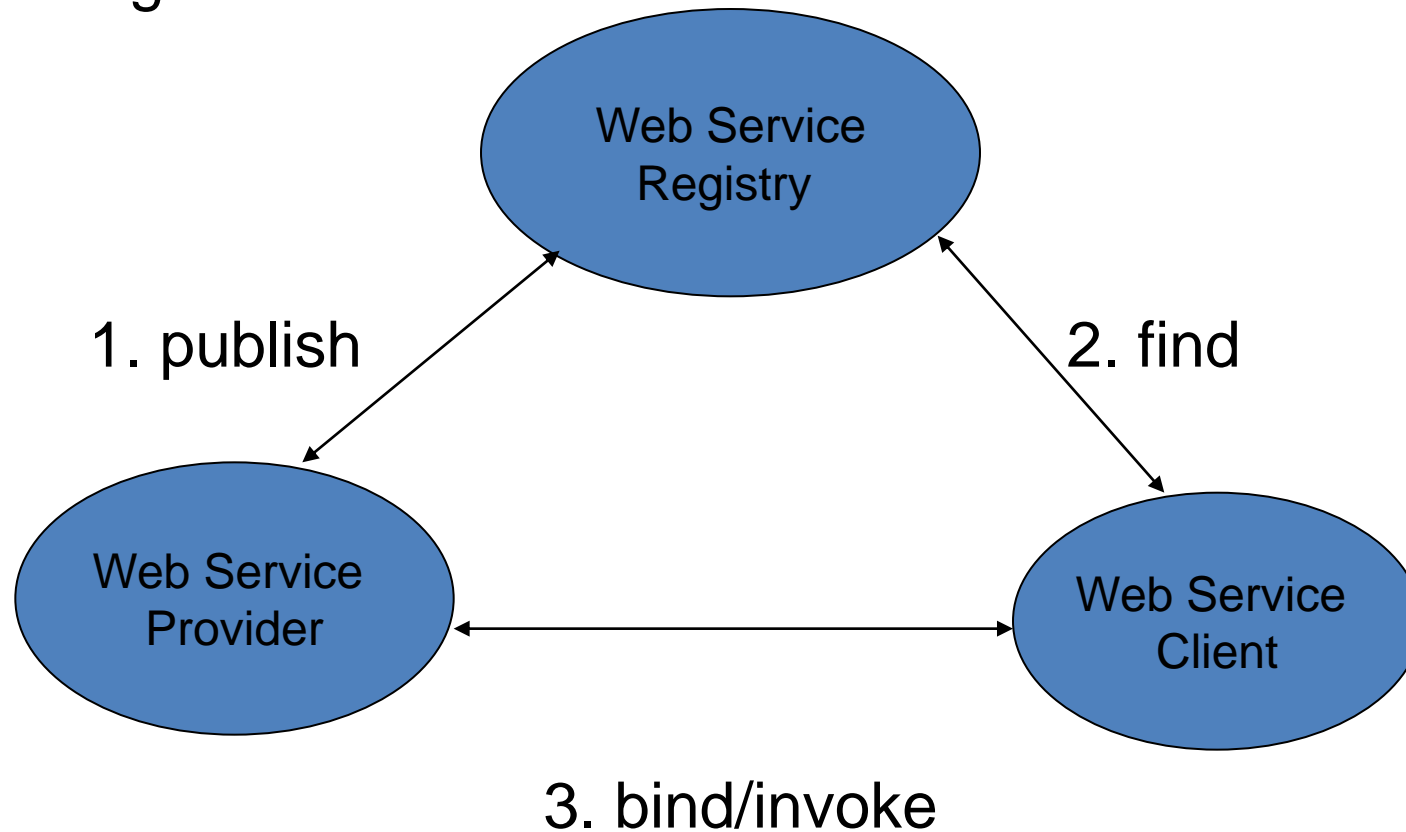 Web Service
Registry
1. publish
2. find
Web Service
Provider
Web Service
Client
3. bind/invoke